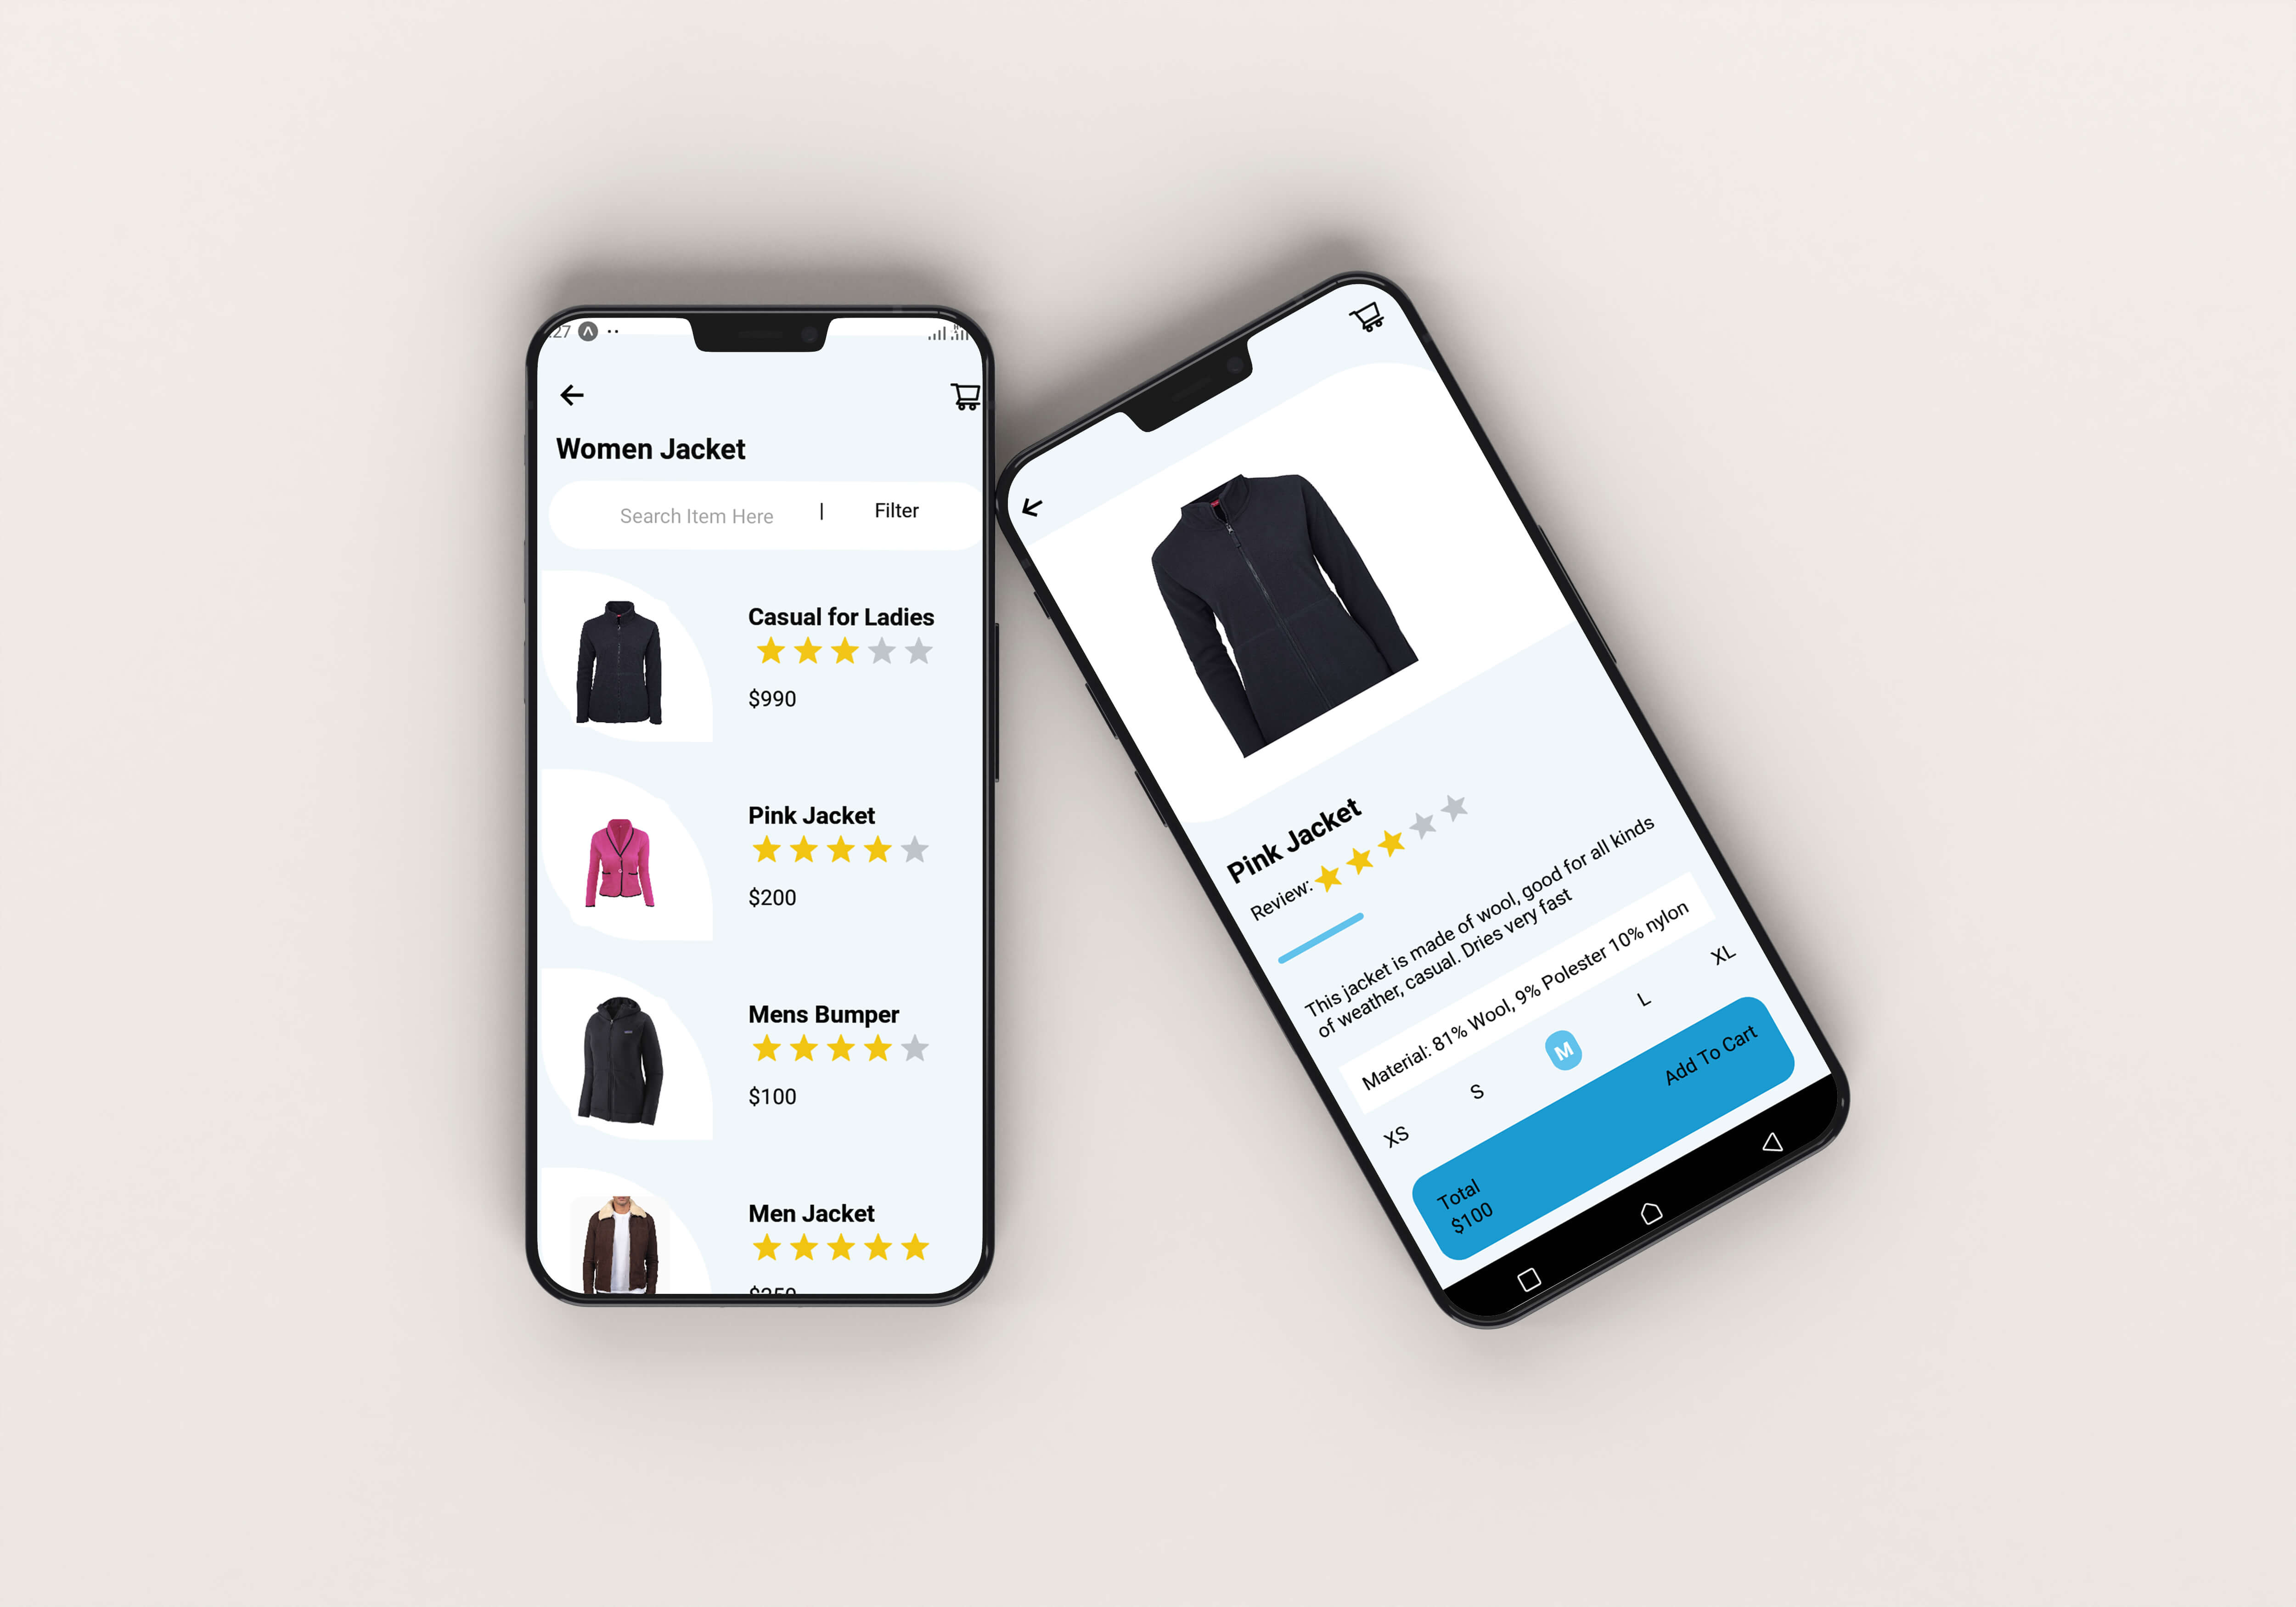 27
Women Jacket
Search Item Here | Filter
Casual for Ladies
$990
Pink Jacket
$200
Mens Bumper
$100
Men Jacket
Pink Jacket
Review:
This jacket is made of wool, good for all kinds
of weather, casual. Dries very fast
Material: 81% Wool, 9% Polester 10% nylon
XS S M L XL
Total
$100
Add To Cart